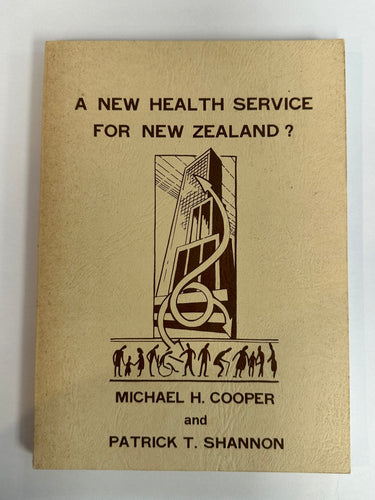 A NEW HEALTH SERVICE
FOR NEW ZEALAND?
MICHAEL H. COOPER
and
PATRICK T. SHANNON